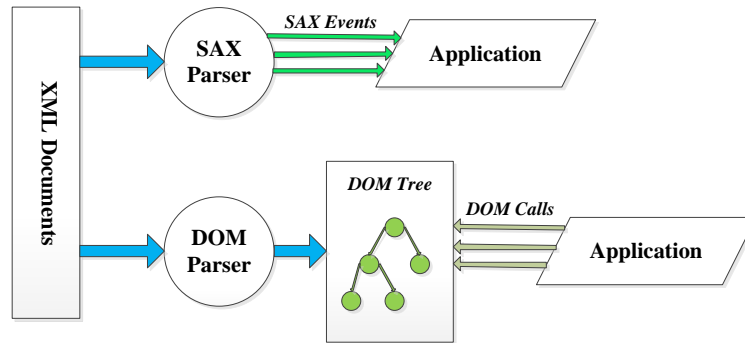 XML Documents
SAX
Parser
SAX Events
Application
DOM
Parser
DOM Tree
DOM Calls
Application